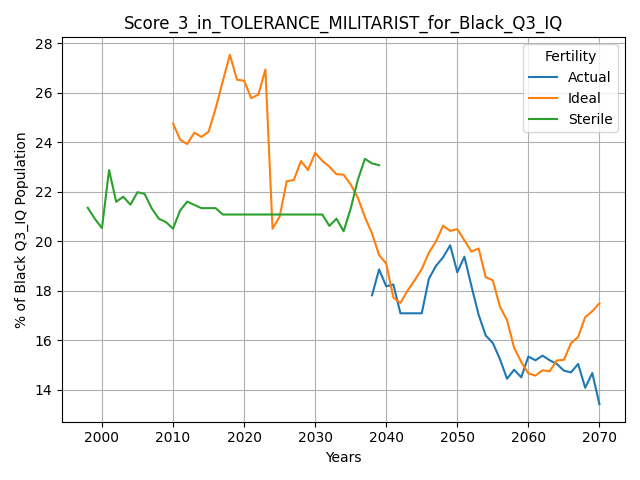 Score_3_in_TOLERANCE_MILITARIST_for_Black_Q3_IQ
Fertility
Actual
Ideal
Sterile
% of Black Q3_IQ Population
28
26
24
22
20
18
16
14
2000
2010
2020
2030
2040
2050
2060
2070
Years